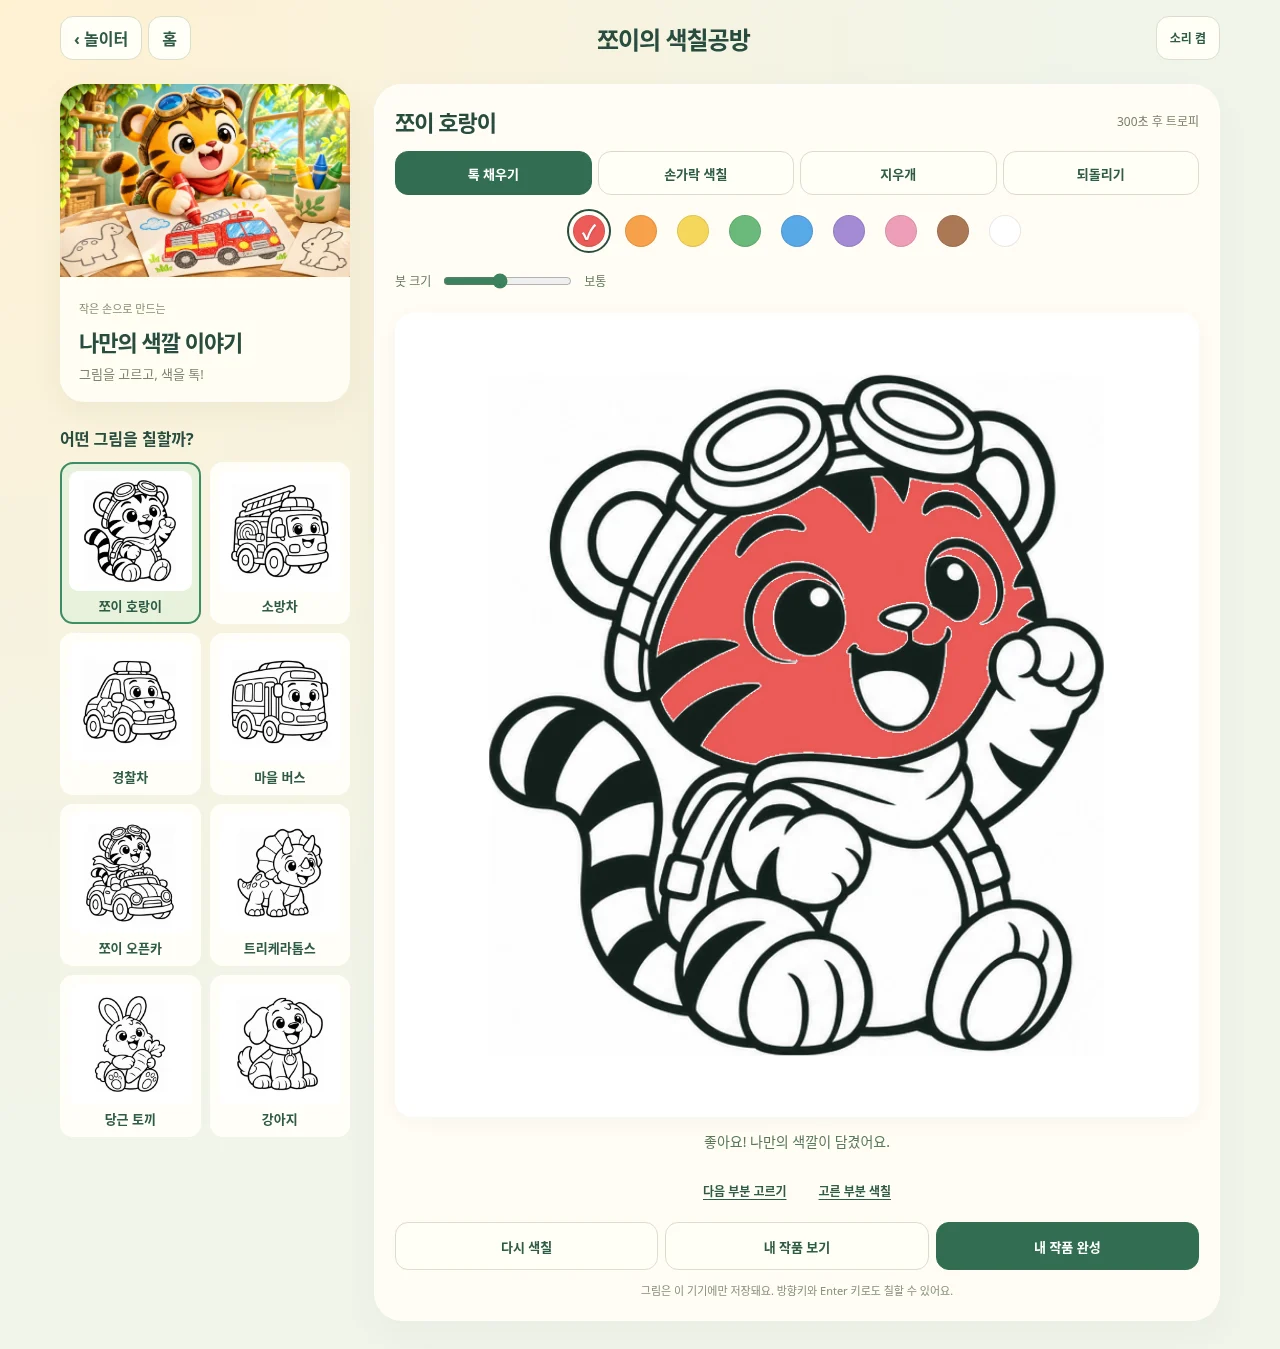 ‹ 놀이터
홈
쪼이의 색칠공방
소리 켬
작은 손으로 만드는
나만의 색깔 이야기
그림을 고르고, 색을 톡!
어떤 그림을 칠할까?
쪼이 호랑이
소방차
경찰차
마을 버스
쪼이 오픈카
트리케라톱스
당근 토끼
강아지
쪼이 호랑이
300초 후 트로피
톡 채우기
손가락 색칠
지우개
되돌리기
붓 크기
보통
좋아요! 나만의 색깔이 담겼어요.
다음 부분 고르기
고른 부분 색칠
다시 색칠
내 작품 보기
내 작품 완성
그림은 이 기기에만 저장돼요. 방향키와 Enter 키로도 칠할 수 있어요.